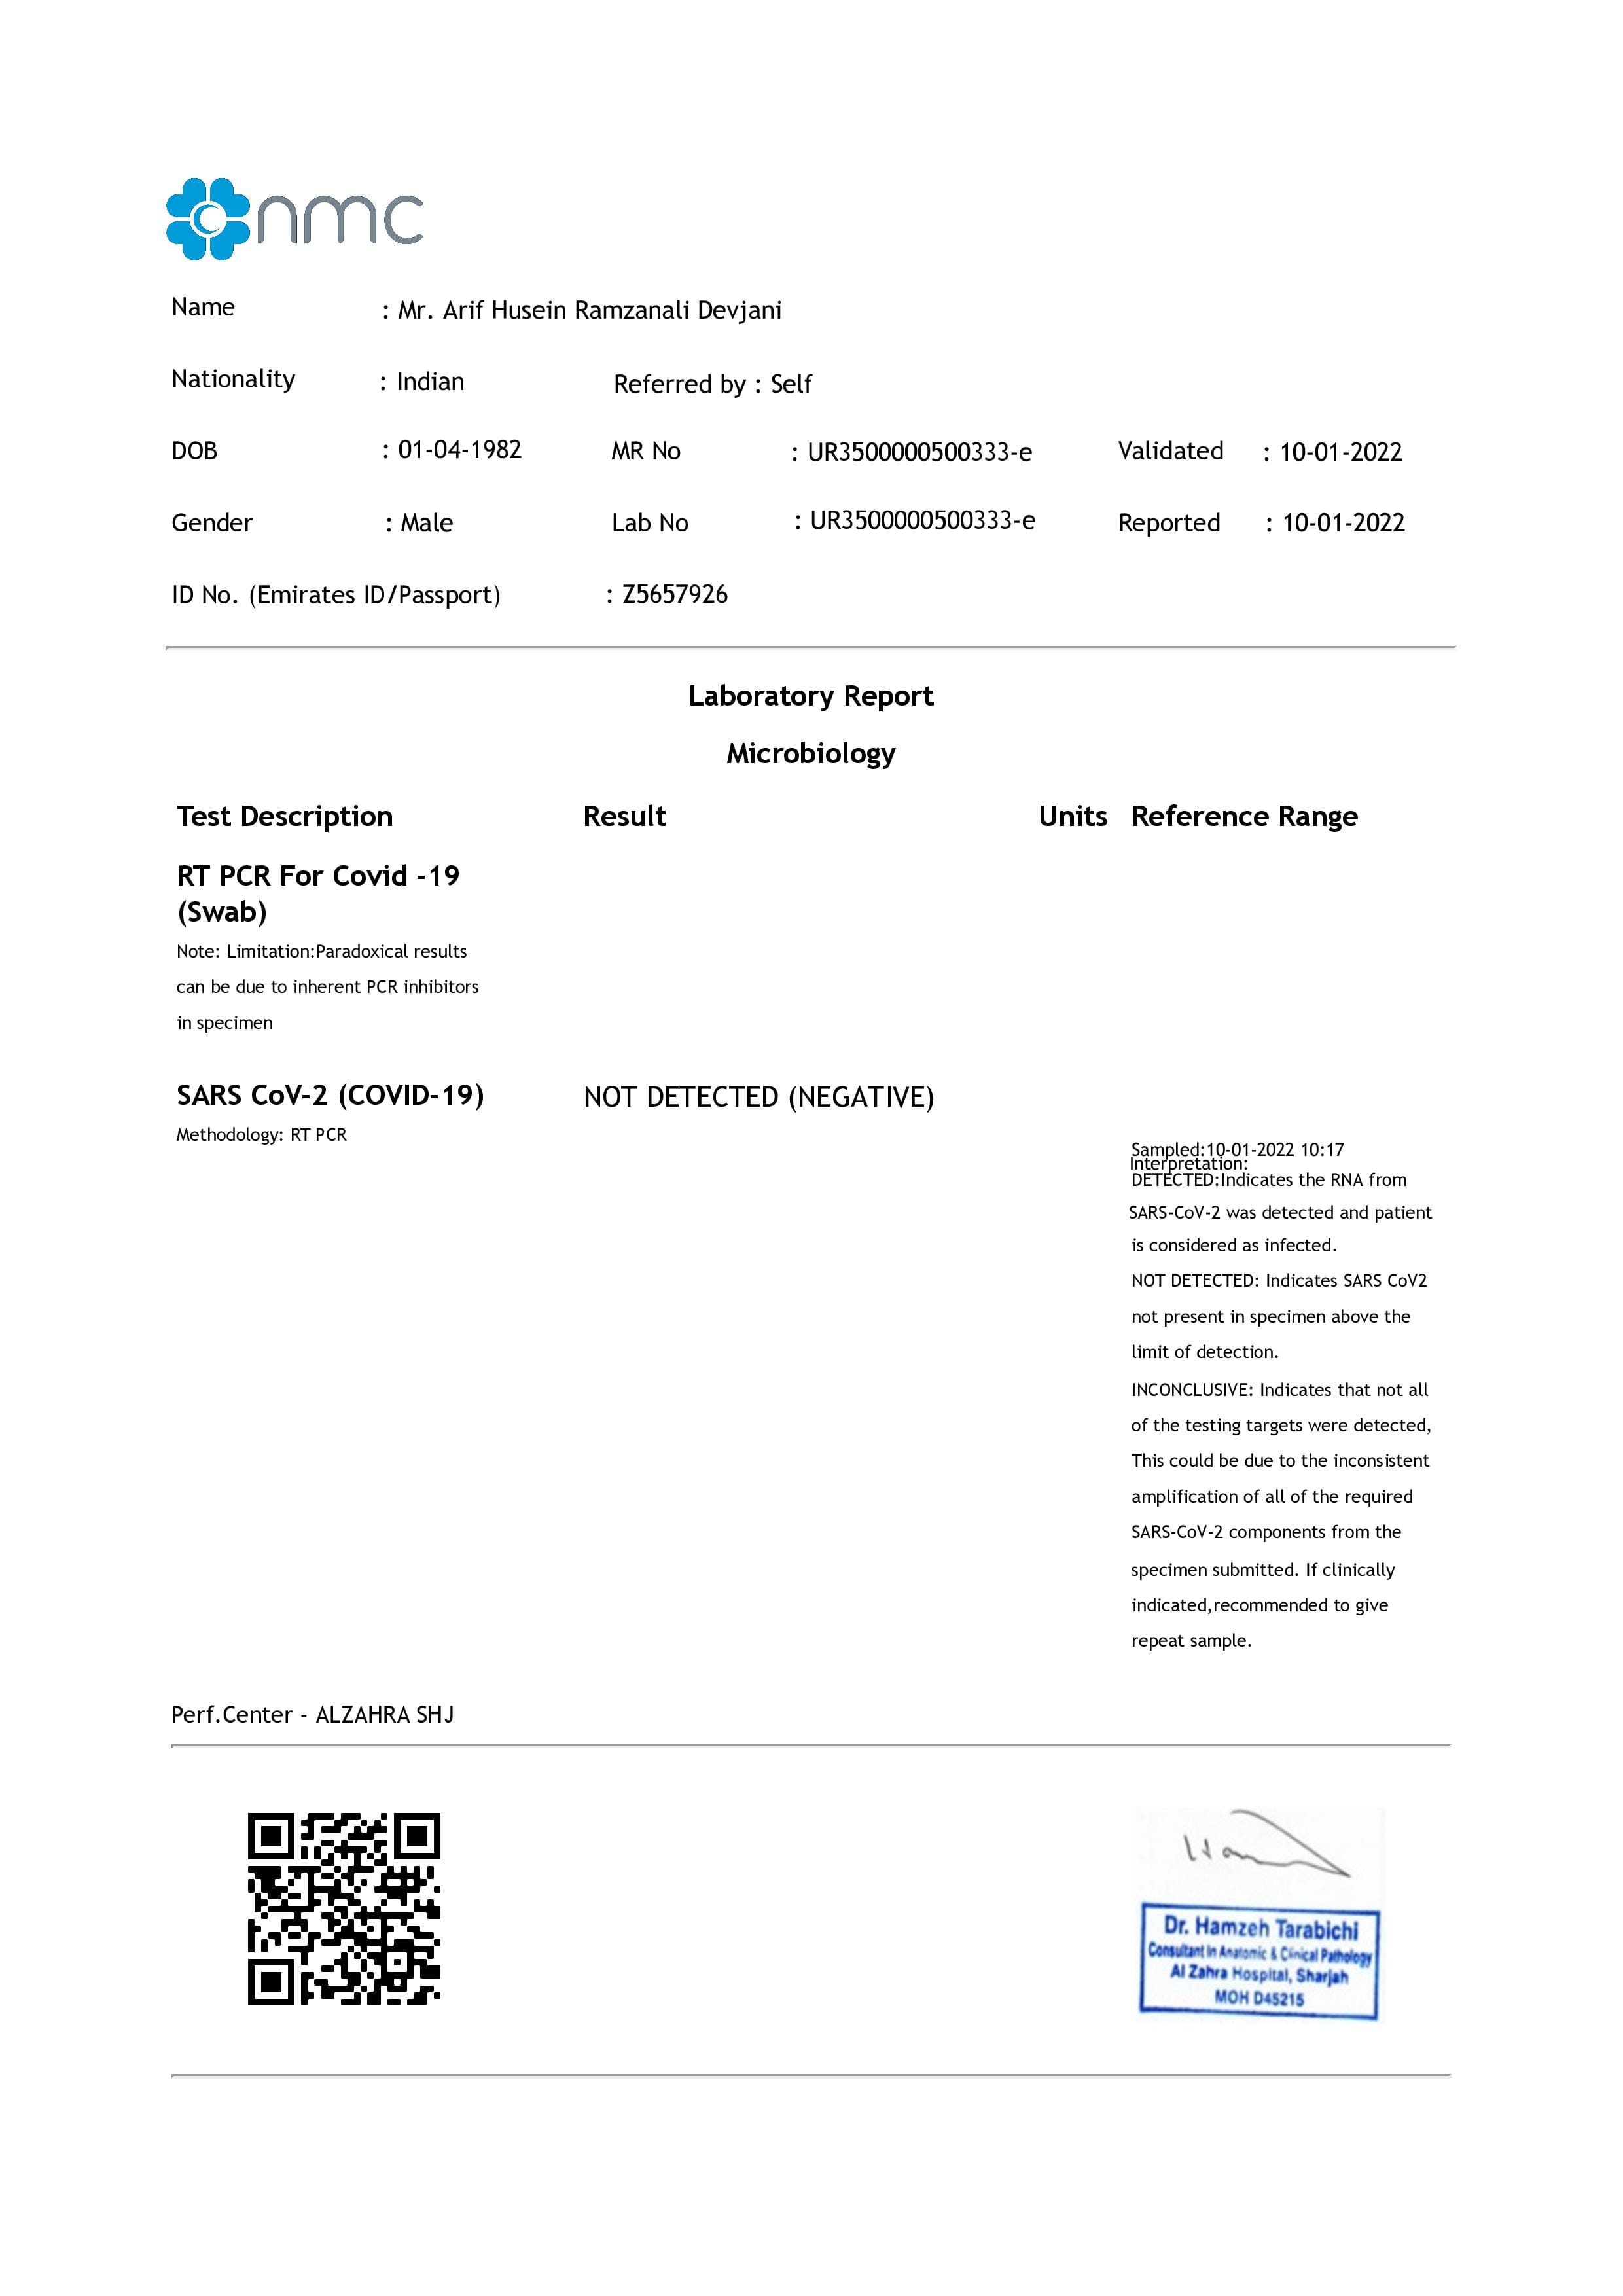 nmc
Name : Mr. Arif Husein Ramzanali Devjani
Nationality : Indian Referred by : Self
DOB : 01-04-1982 MR No : UR3500000500333-e Validated : 10-01-2022
Gender : Male Lab No : UR3500000500333-e Reported : 10-01-2022
ID No. (Emirates ID/Passport) : Z5657926
Laboratory Report
Microbiology
Test Description Result Units Reference Range
RT PCR For Covid -19
(Swab)
Note: Limitation:Paradoxical results
can be due to inherent PCR inhibitors
in specimen
SARS CoV-2 (COVID-19) NOT DETECTED (NEGATIVE)
Methodology: RT PCR
Sampled:10-01-2022 10:17
Interpretation:
DETECTED:Indicates the RNA from
SARS-CoV-2 was detected and patient
is considered as infected.
NOT DETECTED: Indicates SARS CoV2
not present in specimen above the
limit of detection.
INCONCLUSIVE: Indicates that not all
of the testing targets were detected,
This could be due to the inconsistent
amplification of all of the required
SARS-CoV-2 components from the
specimen submitted. If clinically
indicated,recommended to give
repeat sample.
Perf.Center - ALZAHRA SHJ
Dr. Hamzeh Tarabichi
Consultant In Anatomic & Clinical Pathology
Al Zahra Hospital, Sharjah
MOH D45215